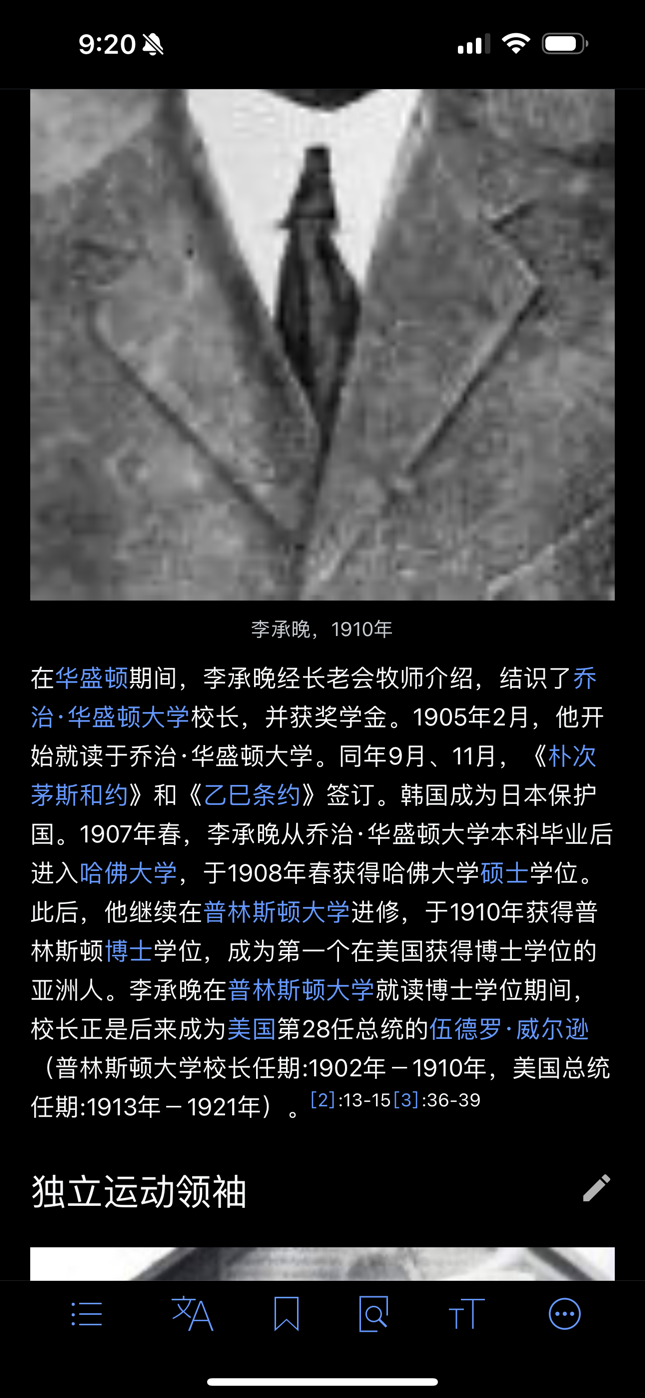 9:20
李承晚，1910年
在华盛顿期间，李承晚经长老会牧师介绍，结识了乔
治·华盛顿大学校长，并获奖学金。1905年2月，他开
始就读于乔治·华盛顿大学。同年9月、11月，《朴次
茅斯和约》和《乙巳条约》签订。韩国成为日本保护
国。1907年春，李承晚从乔治·华盛顿大学本科毕业后
进入哈佛大学，于1908年春获得哈佛大学硕士学位。
此后，他继续在普林斯顿大学进修，于1910年获得普
林斯顿博士学位，成为第一个在美国获得博士学位的
亚洲人。李承晚在普林斯顿大学就读博士学位期间，
校长正是后来成为美国第28任总统的伍德罗·威尔逊
（普林斯顿大学校长任期:1902年－1910年，美国总统
任期:1913年－1921年）。[2]:13-15[3]:36-39
独立运动领袖
文A
TT